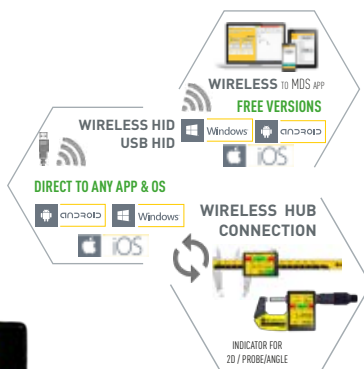 WIRELESS TO MDS APP
FREE VERSIONS
Windows android
iOS
WIRELESS HID
USB HID
DIRECT TO ANY APP & OS
android Windows
iOS
WIRELESS HUB
CONNECTION
INDICATOR FOR
2D / PROBE/ANGLE